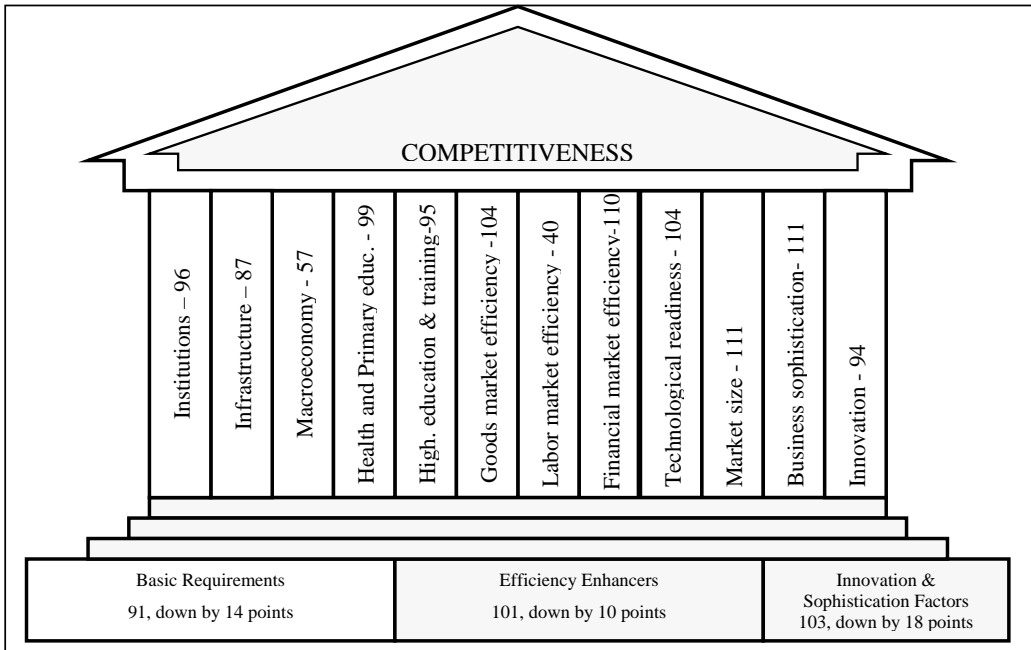 COMPETITIVENESS
Institutions – 96
Infrastructure – 87
Macroeconomy - 57
Health and Primary educ. - 99
High. education & training-95
Goods market efficiency -104
Labor market efficiency - 40
Financial market efficiency-110
Technological readiness - 104
Market size - 111
Business sophistication- 111
Innovation - 94
Basic Requirements
91, down by 14 points
Efficiency Enhancers
101, down by 10 points
Innovation &
Sophistication Factors
103, down by 18 points